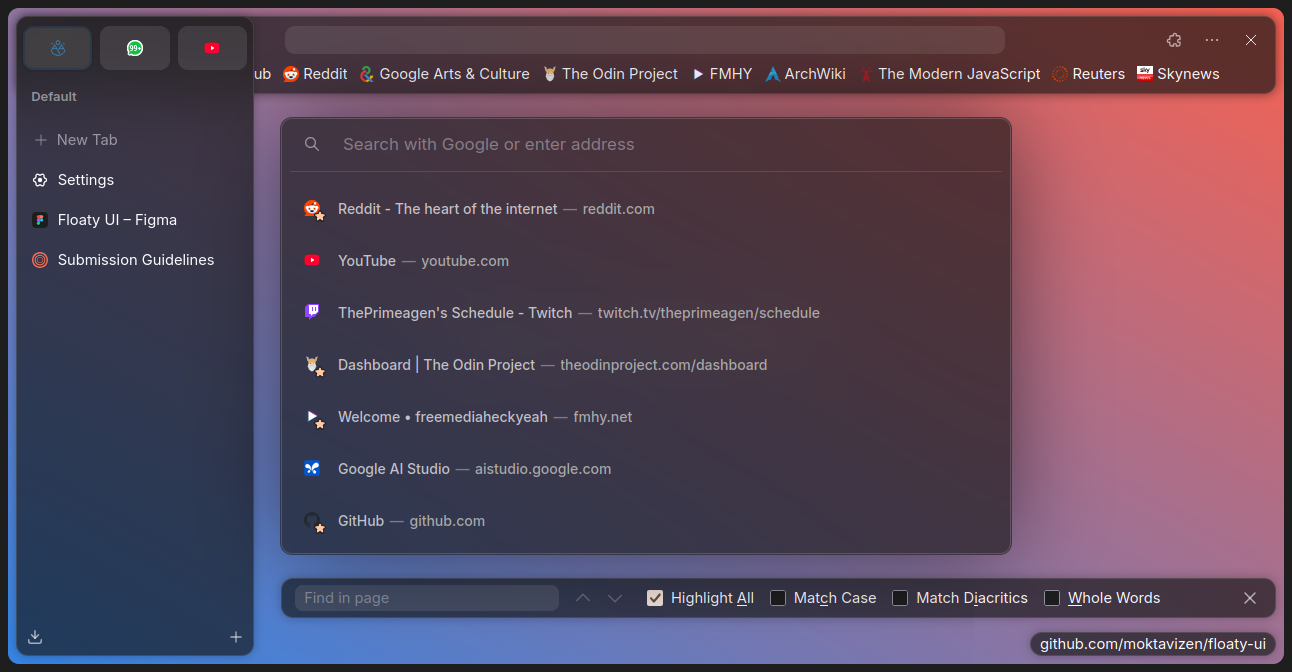 99+
ub Reddit Google Arts & Culture The Odin Project FMHY ArchWiki The Modern JavaScript Reuters sky news Skynews
Default
New Tab
Settings
Floaty UI – Figma
Submission Guidelines
Search with Google or enter address
Reddit - The heart of the internet — reddit.com
YouTube — youtube.com
ThePrimeagen's Schedule - Twitch — twitch.tv/theprimeagen/schedule
Dashboard | The Odin Project — theodinproject.com/dashboard
Welcome • freemediaheckyeah — fmhy.net
Google AI Studio — aistudio.google.com
GitHub — github.com
Find in page Highlight All Match Case Match Diacritics Whole Words
github.com/moktavizen/floaty-ui